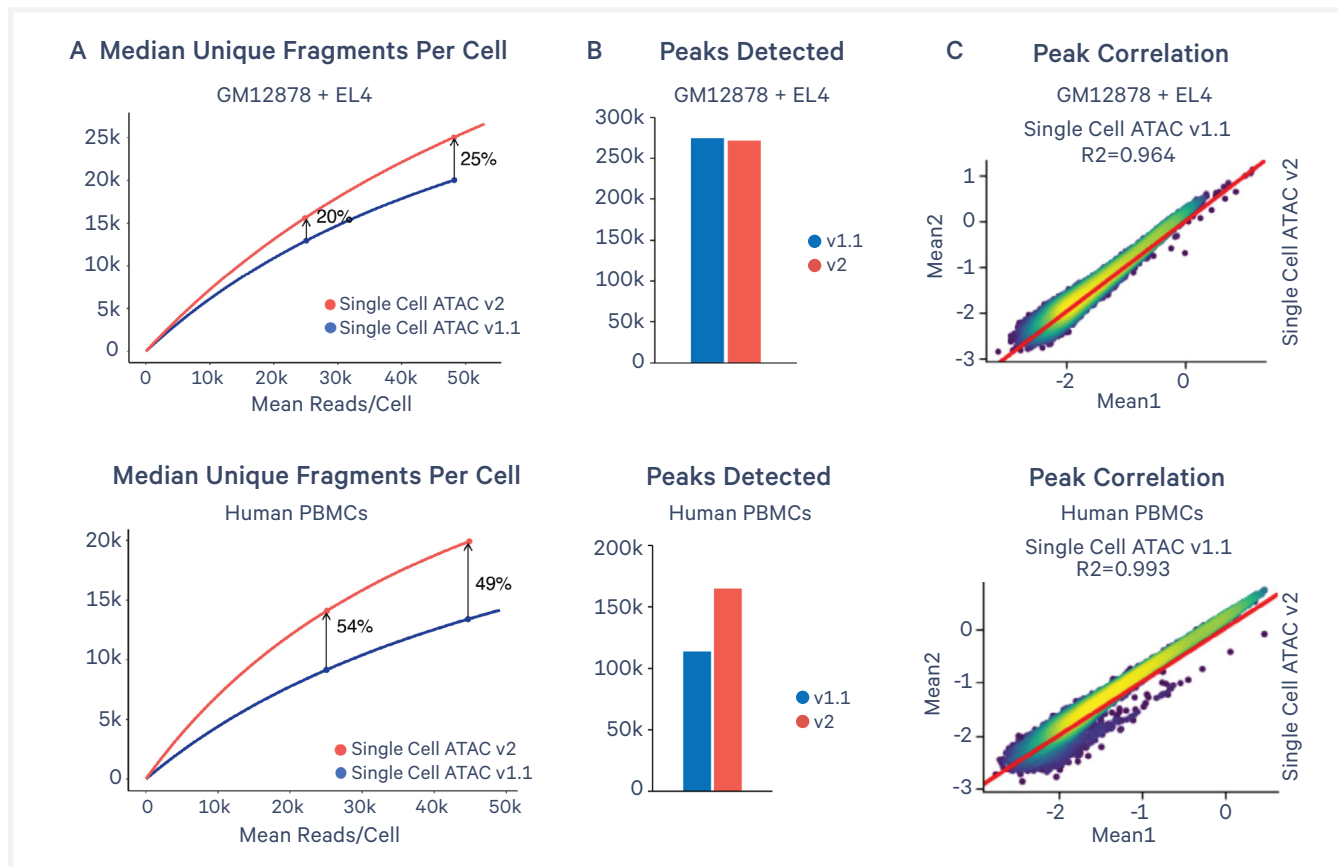 A Median Unique Fragments Per Cell
GM12878 + EL4
25k
20k
15k
10k
5k
0
25%
20%
Single Cell ATAC v2
Single Cell ATAC v1.1
0 10k 20k 30k 40k 50k
Mean Reads/Cell
B Peaks Detected
GM12878 + EL4
300k
250k
200k
150k
100k
50k
0
v1.1
v2
C Peak Correlation
GM12878 + EL4
Single Cell ATAC v1.1
R2=0.964
Mean2
1
0
-1
-2
-3
-2 0
Mean1
Single Cell ATAC v2
Median Unique Fragments Per Cell
Human PBMCs
20k
15k
10k
5k
0
54%
49%
Single Cell ATAC v2
Single Cell ATAC v1.1
0 10k 20k 30k 40k 50k
Mean Reads/Cell
Peaks Detected
Human PBMCs
200k
150k
100k
50k
0
v1.1
v2
Peak Correlation
Human PBMCs
Single Cell ATAC v1.1
R2=0.993
Mean2
0
-1
-2
-3
-2 -1 0
Mean1
Single Cell ATAC v2